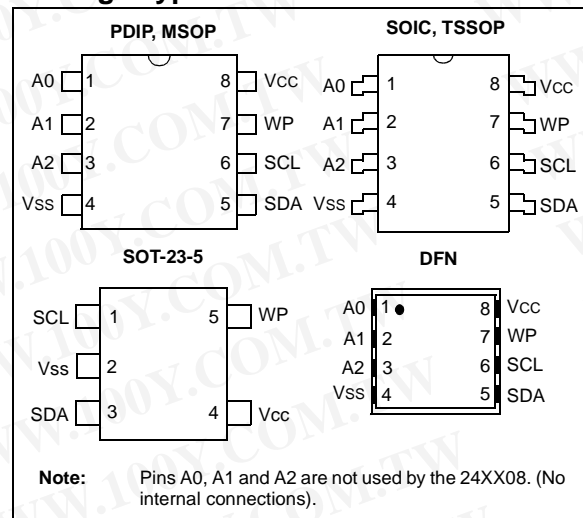 PDIP, MSOP
A0 1 8 VCC
A1 2 7 WP
A2 3 6 SCL
VSS 4 5 SDA
SOIC, TSSOP
A0 1 8 VCC
A1 2 7 WP
A2 3 6 SCL
VSS 4 5 SDA
SOT-23-5
SCL 1 5 WP
Vss 2
SDA 3 4 Vcc
DFN
A0 1 8 VCC
A1 2 7 WP
A2 3 6 SCL
VSS 4 5 SDA
Note: Pins A0, A1 and A2 are not used by the 24XX08. (No
internal connections).
WWW.100Y.COM.TW